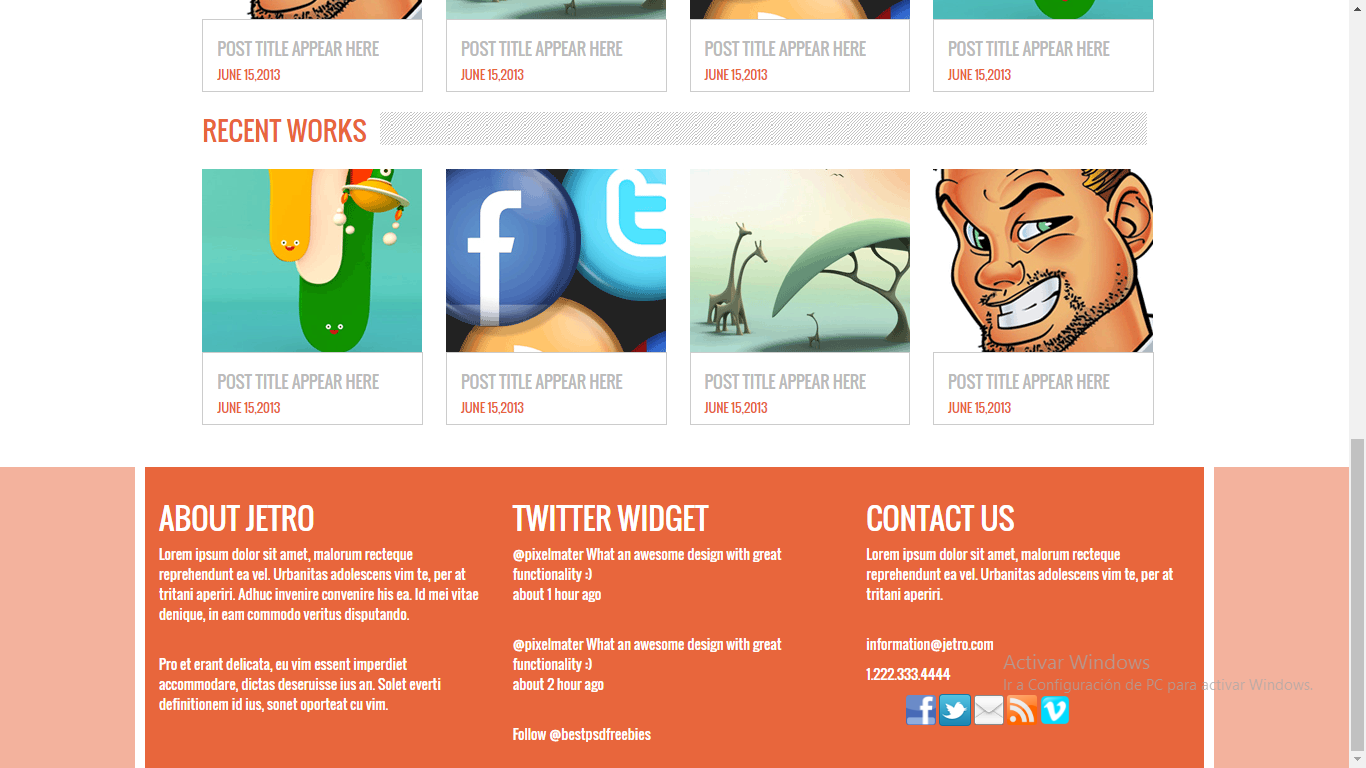 POST TITLE APPEAR HERE
JUNE 15,2013
POST TITLE APPEAR HERE
JUNE 15,2013
POST TITLE APPEAR HERE
JUNE 15,2013
POST TITLE APPEAR HERE
JUNE 15,2013
RECENT WORKS
POST TITLE APPEAR HERE
JUNE 15,2013
POST TITLE APPEAR HERE
JUNE 15,2013
POST TITLE APPEAR HERE
JUNE 15,2013
POST TITLE APPEAR HERE
JUNE 15,2013
ABOUT JETRO
Lorem ipsum dolor sit amet, malorum recteque
reprehendunt ea vel. Urbanitas adolescens vim te, per at
tritani aperiri. Adhuc invenire convenire his ea. Id mei vitae
denique, in eam commodo veritus disputando.
Pro et erant delicata, eu vim essent imperdiet
accommodare, dictas deseruisse ius an. Solet everti
definitionem id ius, sonet oporteat cu vim.
TWITTER WIDGET
@pixelmater What an awesome design with great
functionality :)
about 1 hour ago
@pixelmater What an awesome design with great
functionality :)
about 2 hour ago
Follow @bestpsdfreebies
CONTACT US
Lorem ipsum dolor sit amet, malorum recteque
reprehendunt ea vel. Urbanitas adolescens vim te, per at
tritani aperiri.
information@jetro.com
1.222.333.4444
Activar Windows
Ir a Configuración de PC para activar Windows.